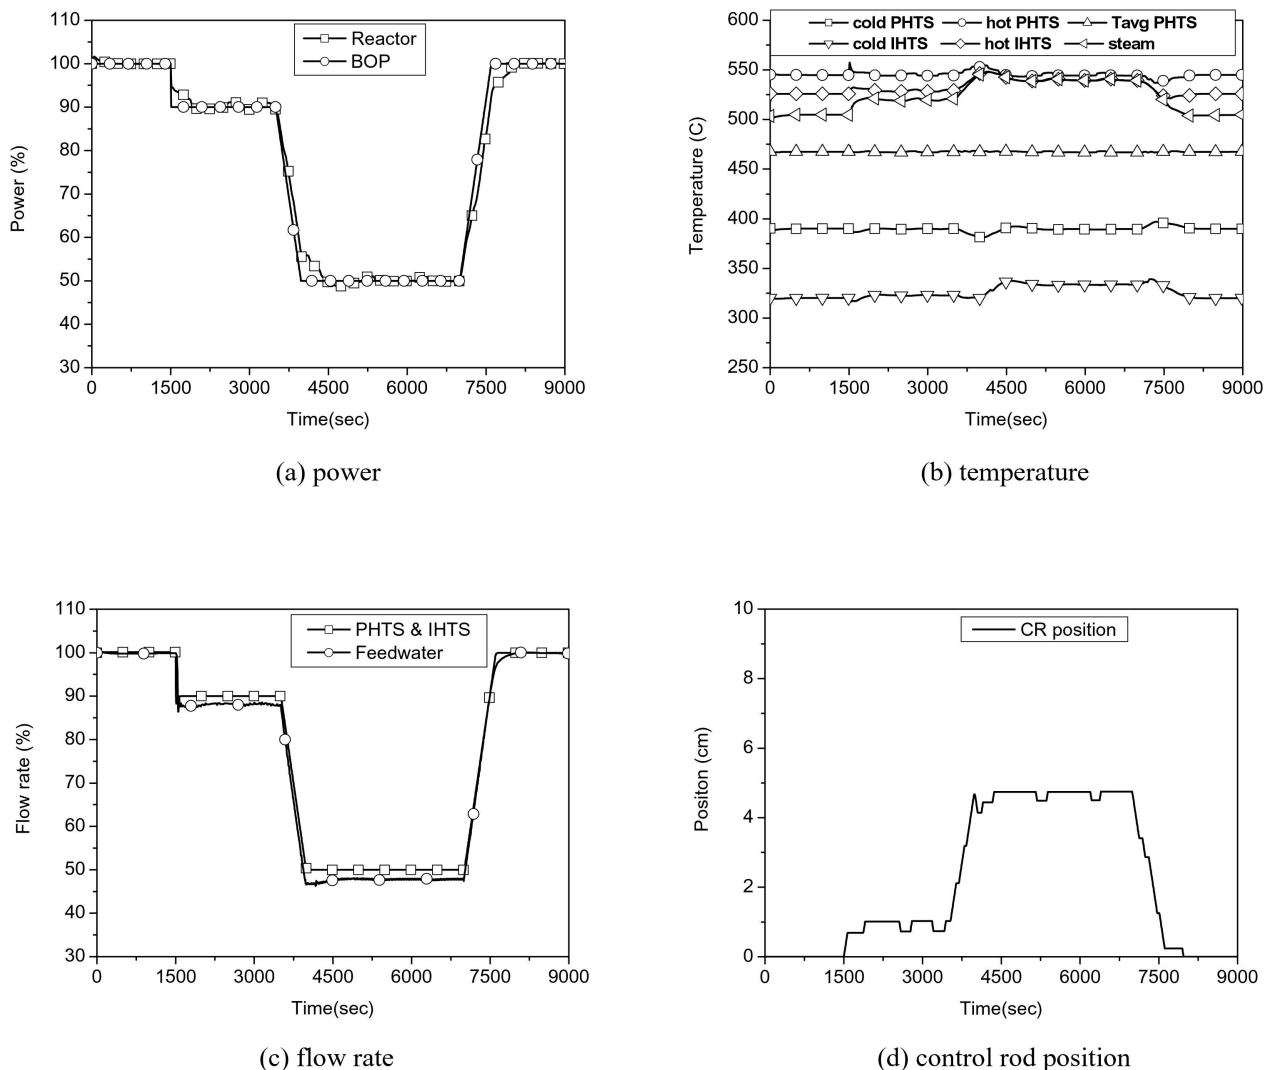 110
100
90
80
70
60
50
40
30
Power (%)
Reactor
BOP
0 1500 3000 4500 6000 7500 9000
Time(sec)
(a) power
600
550
500
450
400
350
300
250
Temperature (C)
cold PHTS hot PHTS Tavg PHTS
cold IHTS hot IHTS steam
0 1500 3000 4500 6000 7500 9000
Time(sec)
(b) temperature
110
100
90
80
70
60
50
40
30
Flow rate (%)
PHTS & IHTS
Feedwater
0 1500 3000 4500 6000 7500 9000
Time(sec)
(c) flow rate
10
8
6
4
2
0
Positon (cm)
CR position
0 1500 3000 4500 6000 7500 9000
Time(sec)
(d) control rod position